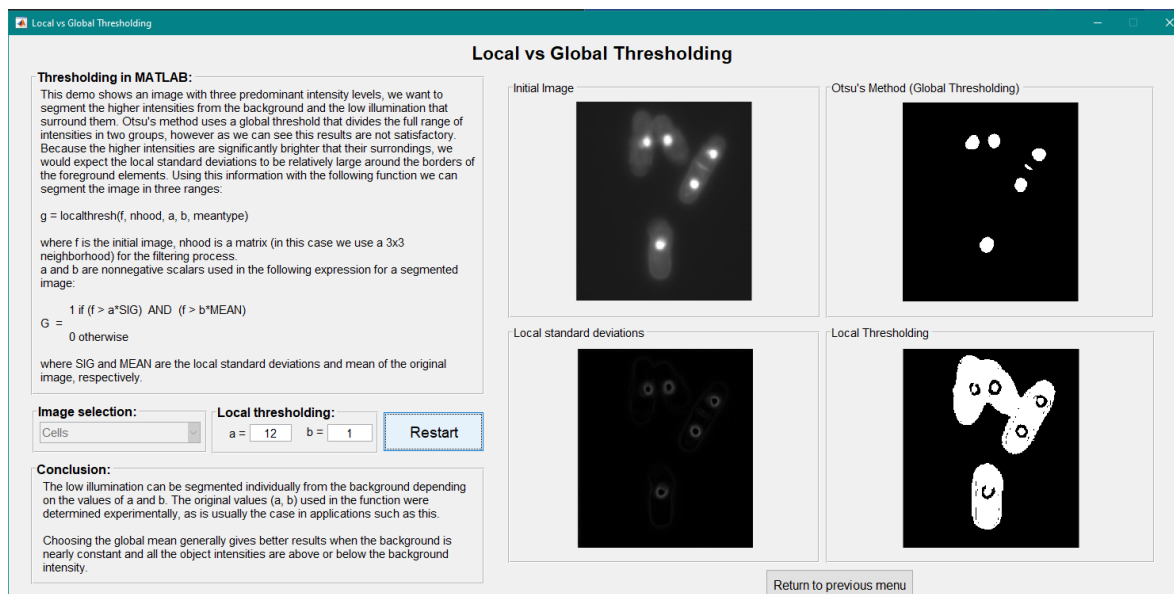 Local vs Global Thresholding
Local vs Global Thresholding
Thresholding in MATLAB:
This demo shows an image with three predominant intensity levels, we want to
segment the higher intensities from the background and the low illumination that
surround them. Otsu's method uses a global threshold that divides the full range of
intensities in two groups, however as we can see this results are not satisfactory.
Because the higher intensities are significantly brighter that their surrondings, we
would expect the local standard deviations to be relatively large around the borders of
the foreground elements. Using this information with the following function we can
segment the image in three ranges:
g = localthresh(f, nhood, a, b, meantype)
where f is the initial image, nhood is a matrix (in this case we use a 3x3
neighborhood) for the filtering process.
a and b are nonnegative scalars used in the following expression for a segmented
image:
1 if (f > a*SIG) AND (f > b*MEAN)
G =
0 otherwise
where SIG and MEAN are the local standard deviations and mean of the original
image, respectively.
Image selection:
Cells
Local thresholding:
a = 12 b = 1
Restart
Conclusion:
The low illumination can be segmented individually from the background depending
on the values of a and b. The original values (a, b) used in the function were
determined experimentally, as is usually the case in applications such as this.
Choosing the global mean generally gives better results when the background is
nearly constant and all the object intensities are above or below the background
intensity.
Initial Image
Otsu's Method (Global Thresholding)
Local standard deviations
Local Thresholding
Return to previous menu